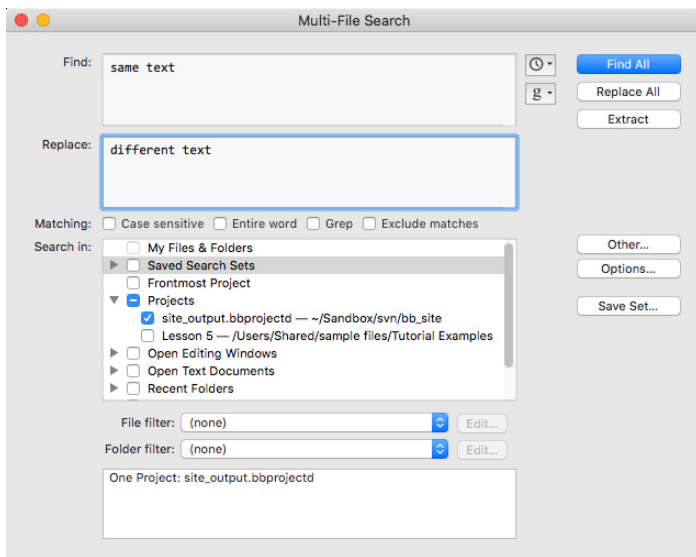 Multi-File Search
Find:
same text
g
Find All
Replace All
Extract
Replace:
different text
Matching: Case sensitive Entire word Grep Exclude matches
Search in:
My Files & Folders
Saved Search Sets
Frontmost Project
Projects
site_output.bbprojectd — ~/Sandbox/svn/bb_site
Lesson 5 — /Users/Shared/sample files/Tutorial Examples
Open Editing Windows
Open Text Documents
Recent Folders
Other...
Options...
Save Set...
File filter: (none) Edit...
Folder filter: (none) Edit...
One Project: site_output.bbprojectd